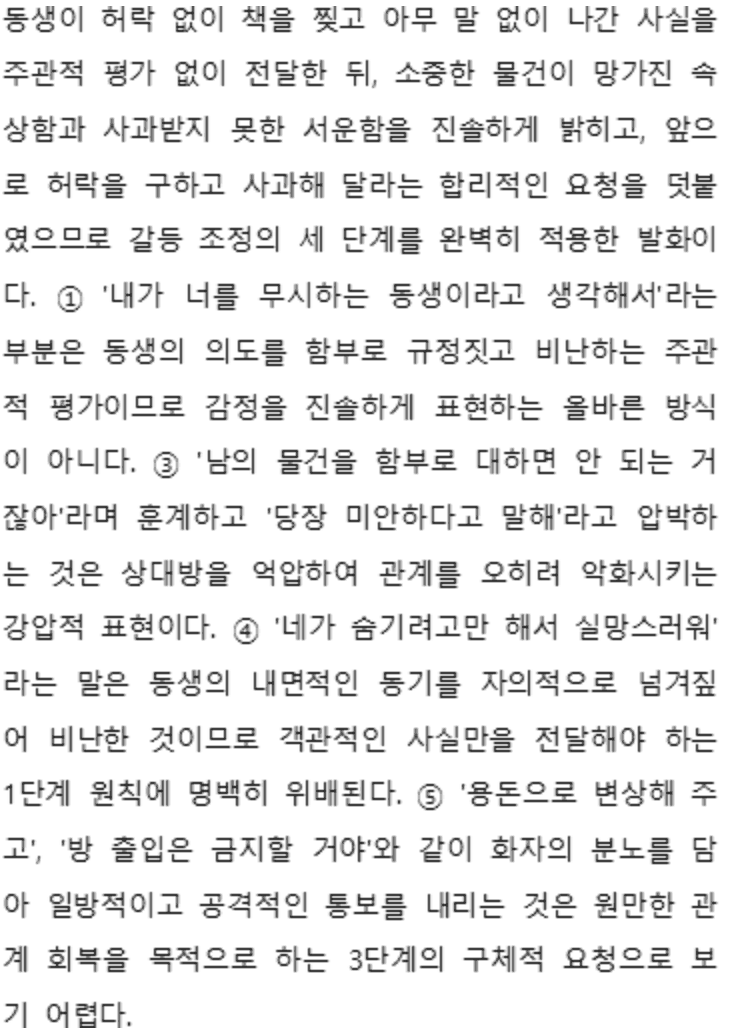 동생이 허락 없이 책을 찢고 아무 말 없이 나간 사실을
주관적 평가 없이 전달한 뒤, 소중한 물건이 망가진 속
상함과 사과받지 못한 서운함을 진솔하게 밝히고, 앞으
로 허락을 구하고 사과해 달라는 합리적인 요청을 덧붙
였으므로 갈등 조정의 세 단계를 완벽히 적용한 발화이
다. ① '내가 너를 무시하는 동생이라고 생각해서'라는
부분은 동생의 의도를 함부로 규정짓고 비난하는 주관
적 평가이므로 감정을 진솔하게 표현하는 올바른 방식
이 아니다. ③ '남의 물건을 함부로 대하면 안 되는 거
잖아'라며 훈계하고 '당장 미안하다고 말해'라고 압박하
는 것은 상대방을 억압하여 관계를 오히려 악화시키는
강압적 표현이다. ④ '네가 숨기려고만 해서 실망스러워'
라는 말은 동생의 내면적인 동기를 자의적으로 넘겨짚
어 비난한 것이므로 객관적인 사실만을 전달해야 하는
1단계 원칙에 명백히 위배된다. ⑤ '용돈으로 변상해 주
고', '방 출입은 금지할 거야'와 같이 화자의 분노를 담
아 일방적이고 공격적인 통보를 내리는 것은 원만한 관
계 회복을 목적으로 하는 3단계의 구체적 요청으로 보
기 어렵다.